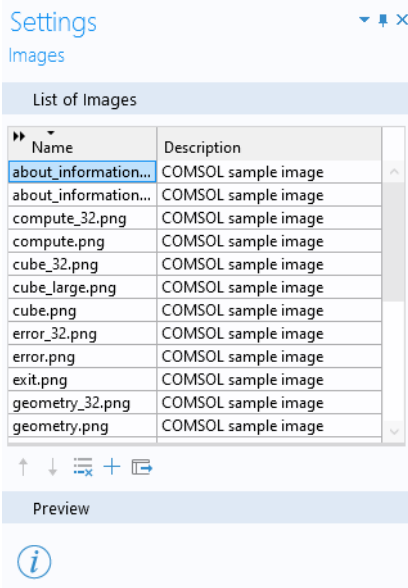 Settings
Images
List of Images
Name Description
about_information... COMSOL sample image
about_information... COMSOL sample image
compute_32.png COMSOL sample image
compute.png COMSOL sample image
cube_32.png COMSOL sample image
cube_large.png COMSOL sample image
cube.png COMSOL sample image
error_32.png COMSOL sample image
error.png COMSOL sample image
exit.png COMSOL sample image
geometry_32.png COMSOL sample image
geometry.png COMSOL sample image
Preview
i